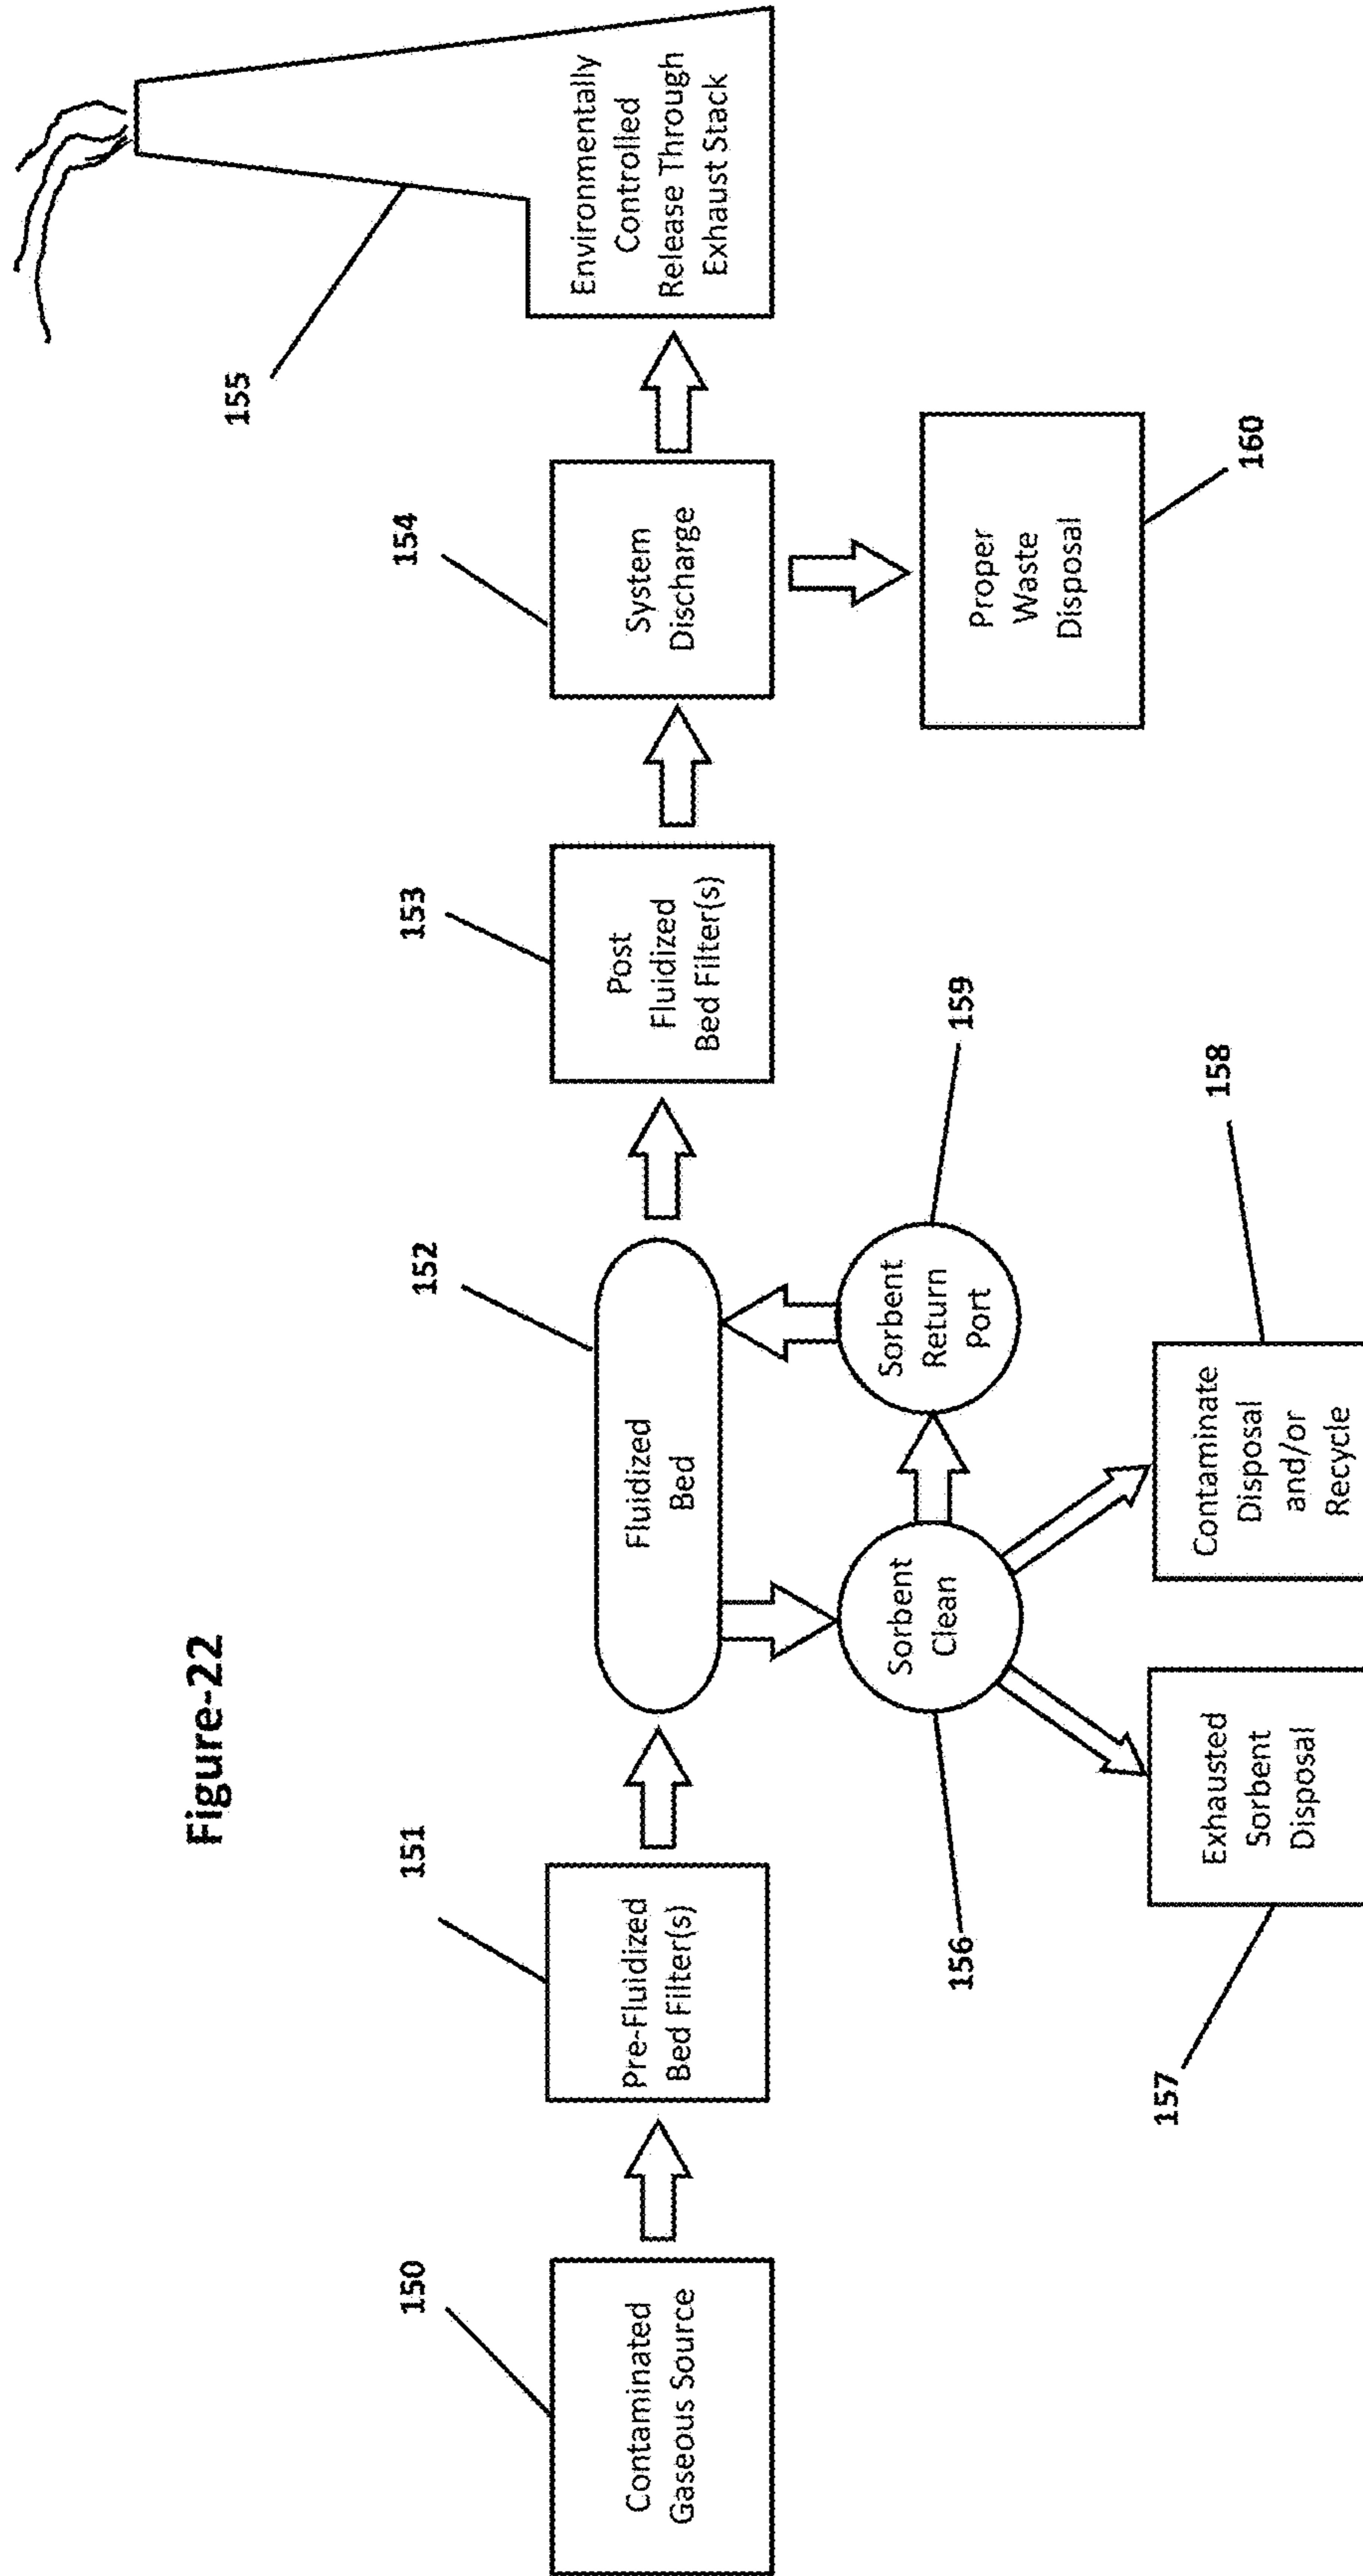 Figure-22
150
Contaminated
Gaseous Source
151
Pre-Fluidized
Bed Filter(s)
152
Fluidized
Bed
153
Post
Fluidized
Bed Filter(s)
154
System
Discharge
155
Environmentally
Controlled
Release Through
Exhaust Stack
156
Sorbent
Clean
159
Sorbent
Return
Port
157
Exhausted
Sorbent
Disposal
158
Contaminate
Disposal
and/or
Recycle
160
Proper
Waste
Disposal